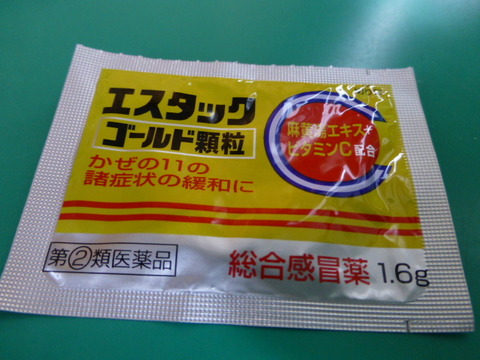 エスタック
ゴールド顆粒
かぜの11の
諸症状の緩和に
麻黄湯エキス+
ビタミンC配合
指②類医薬品
総合感冒薬 1.6g